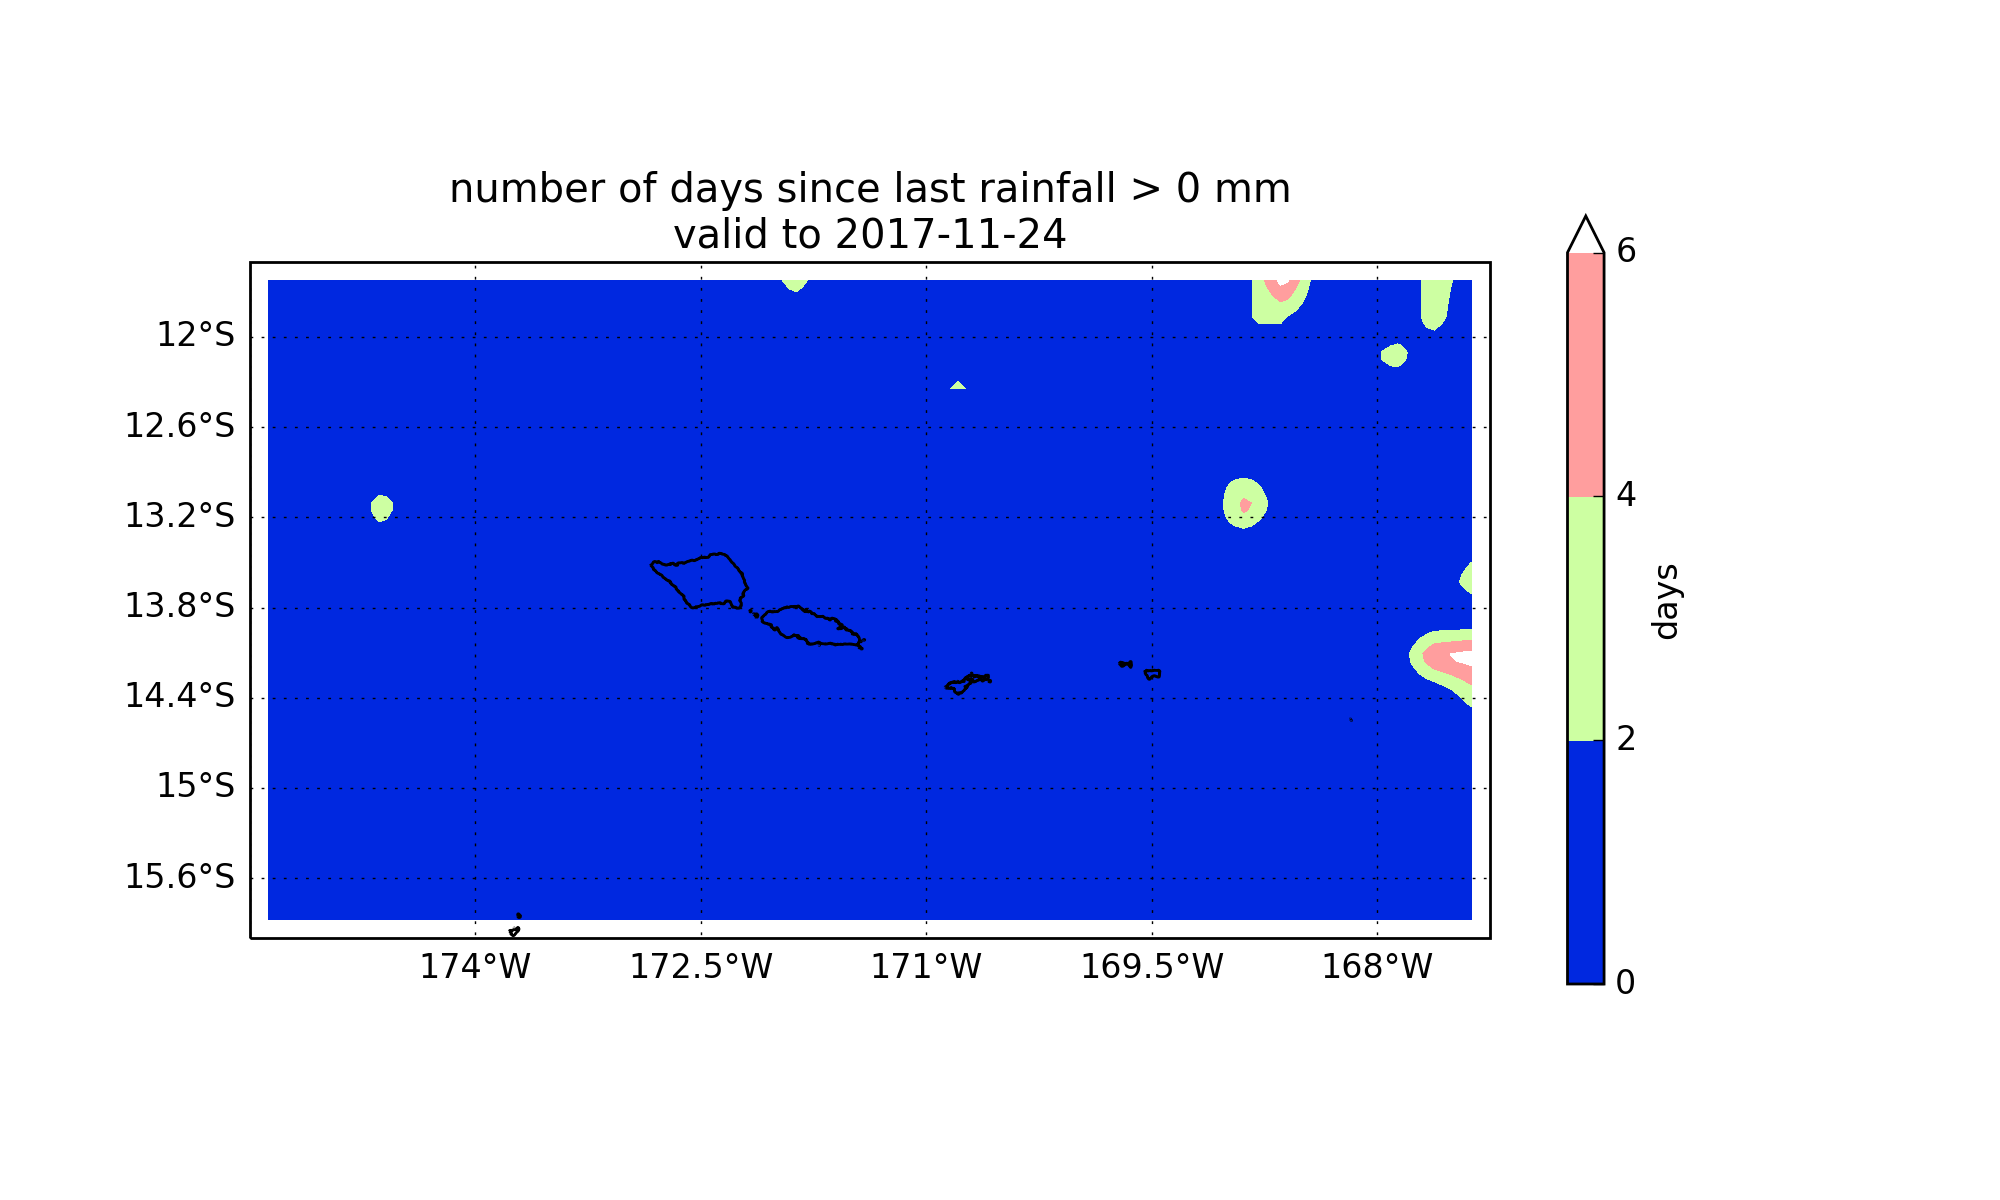 number of days since last rainfall > 0 mm
valid to 2017-11-24
12°S
12.6°S
13.2°S
13.8°S
14.4°S
15°S
15.6°S
174°W
172.5°W
171°W
169.5°W
168°W
6
4
2
0
days